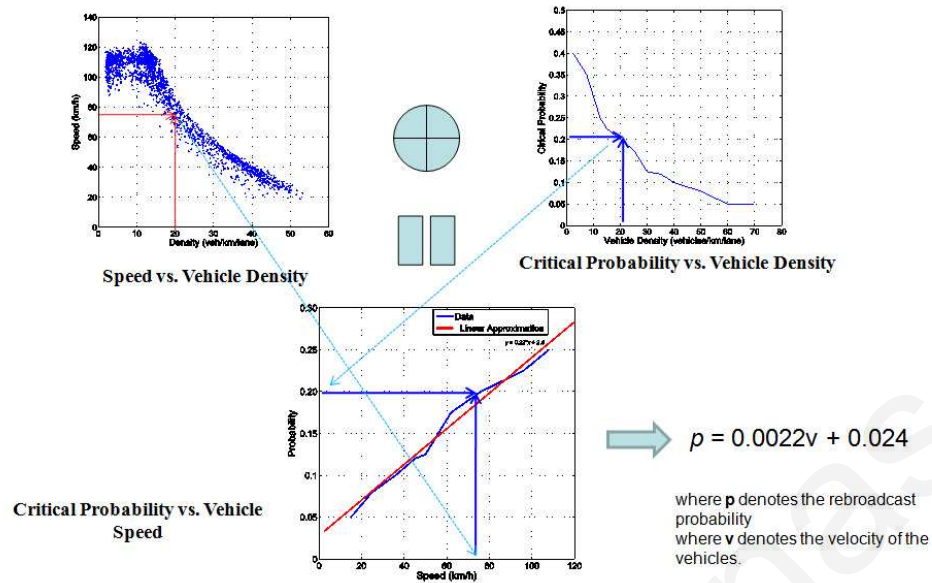 140
120
100
80
60
40
20
0
Speed (km/h)
0 10 20 30 40 50 60
Density (veh/km/lane)
Speed vs. Vehicle Density
0.5
0.45
0.4
0.35
0.3
0.25
0.2
0.15
0.1
0.05
0
Citical Probability
0 10 20 30 40 50 60 70 80
Vehicle Density (vehicles/km/lane)
Critical Probability vs. Vehicle Density
0.30
0.25
0.20
0.15
0.1
0.05
0
Probability
Data
Linear Approximation
0 20 40 60 80 100 120
Speed (km/h)
Critical Probability vs. Vehicle
Speed
p = 0.0022v + 0.024
where p denotes the rebroadcast
probability
where v denotes the velocity of the
vehicles.